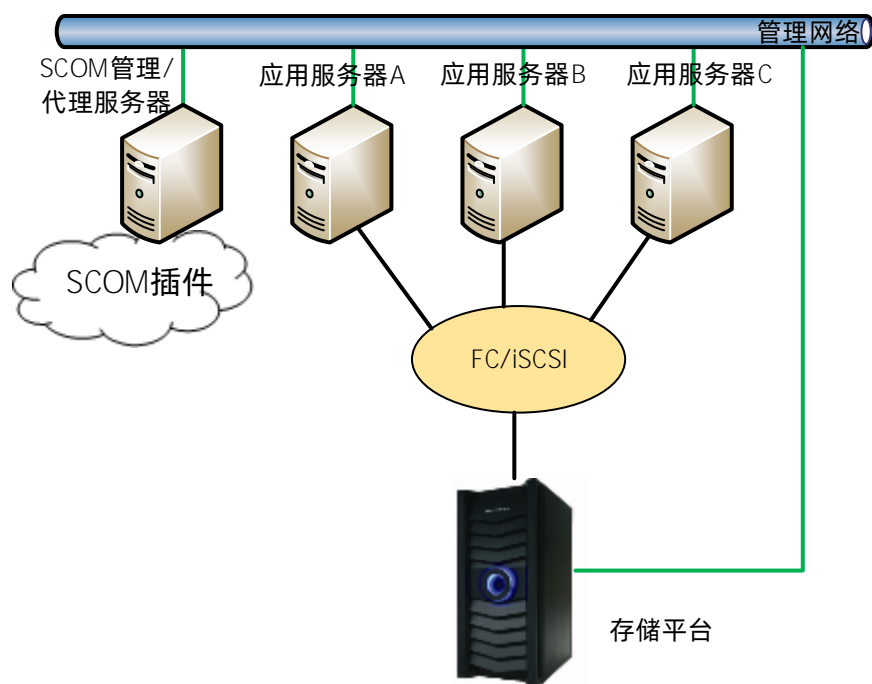 管理网络
SCOM管理/
代理服务器
应用服务器A
应用服务器B
应用服务器C
SCOM插件
FC/iSCSI
存储平台